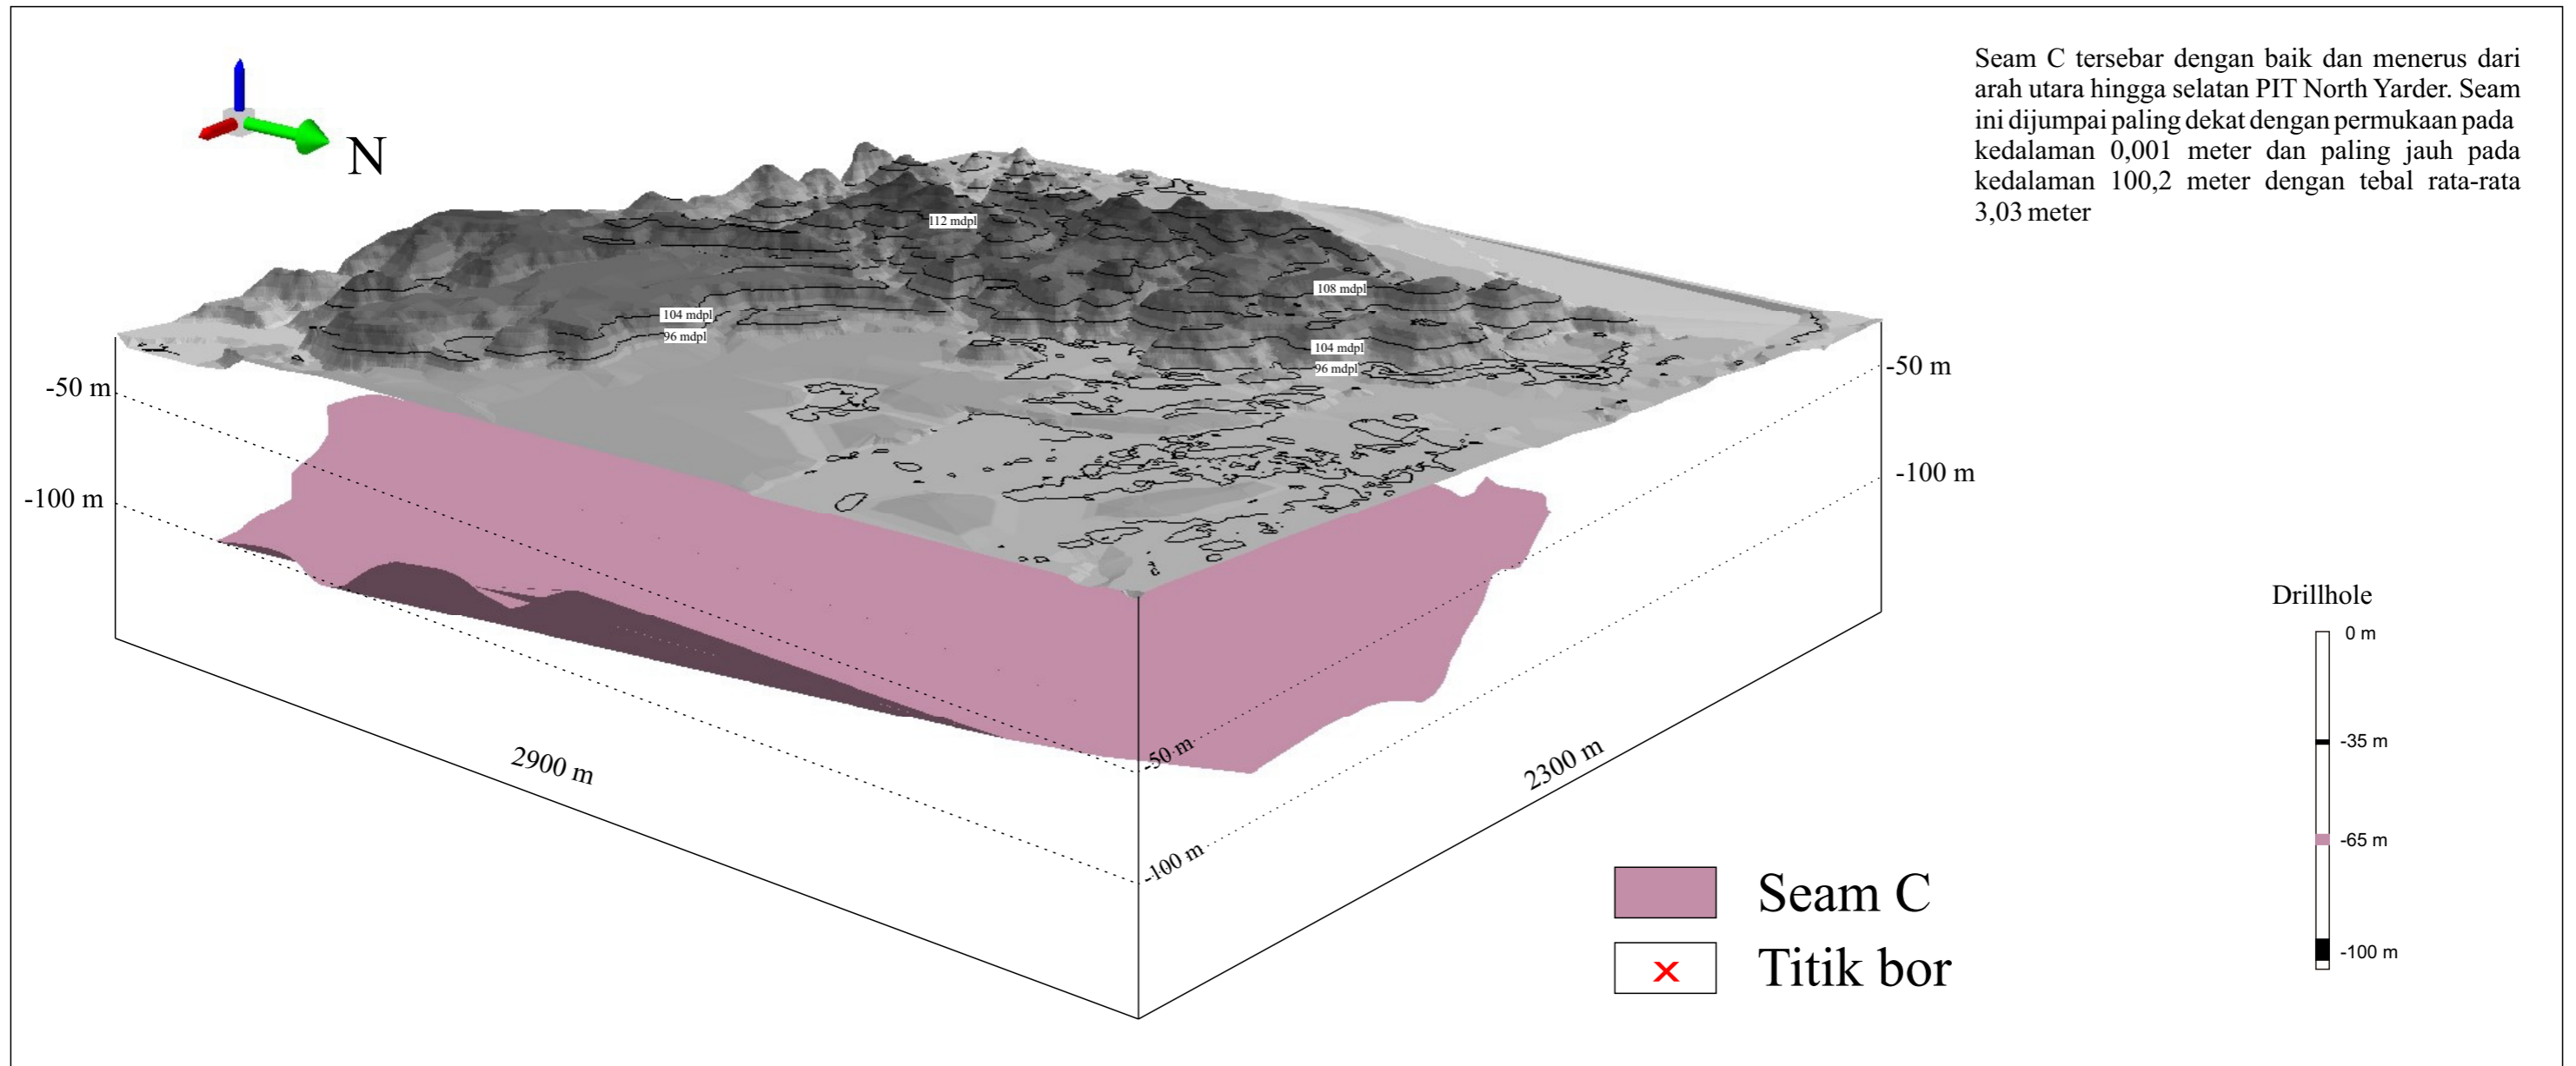 Seam C tersebar dengan baik dan menerus dari
arah utara hingga selatan PIT North Yarder. Seam
ini dijumpai paling dekat dengan permukaan pada
kedalaman 0,001 meter dan paling jauh pada
kedalaman 100,2 meter dengan tebal rata-rata
3,03 meter
N
112 mdpl
108 mdpl
104 mdpl
96 mdpl
104 mdpl
96 mdpl
-50 m
-100 m
-50 m
-100 m
-50 m
-100 m
2900 m
2300 m
Drillhole
0 m
-35 m
-65 m
-100 m
Seam C
Titik bor